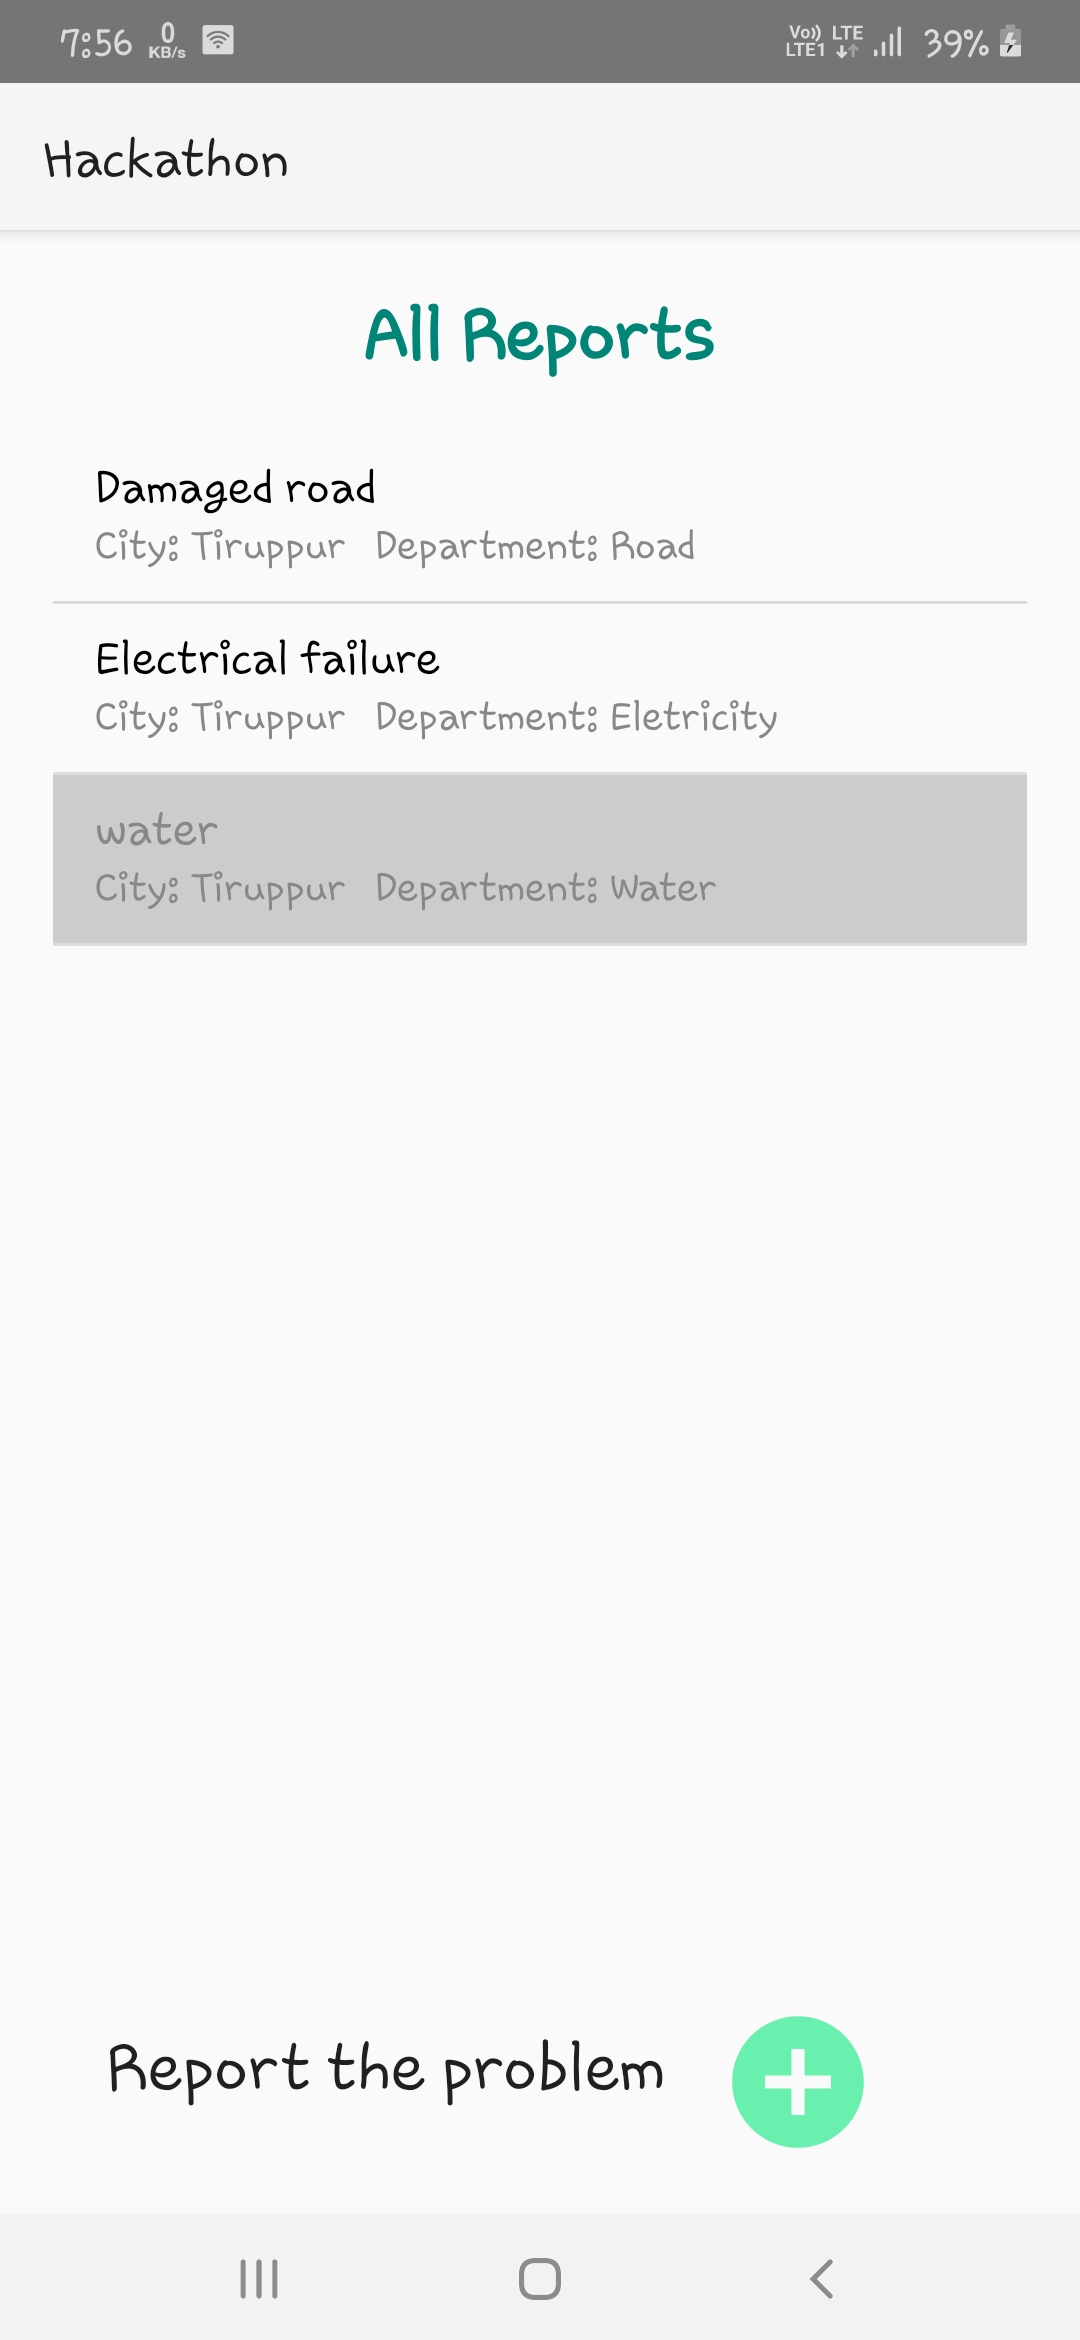 7:56 0 KB/s Vo)) LTE1 LTE 39%
Hackathon
All Reports
Damaged road
City: Tiruppur Department: Road
Electrical failure
City: Tiruppur Department: Eletricity
water
City: Tiruppur Department: Water
Report the problem